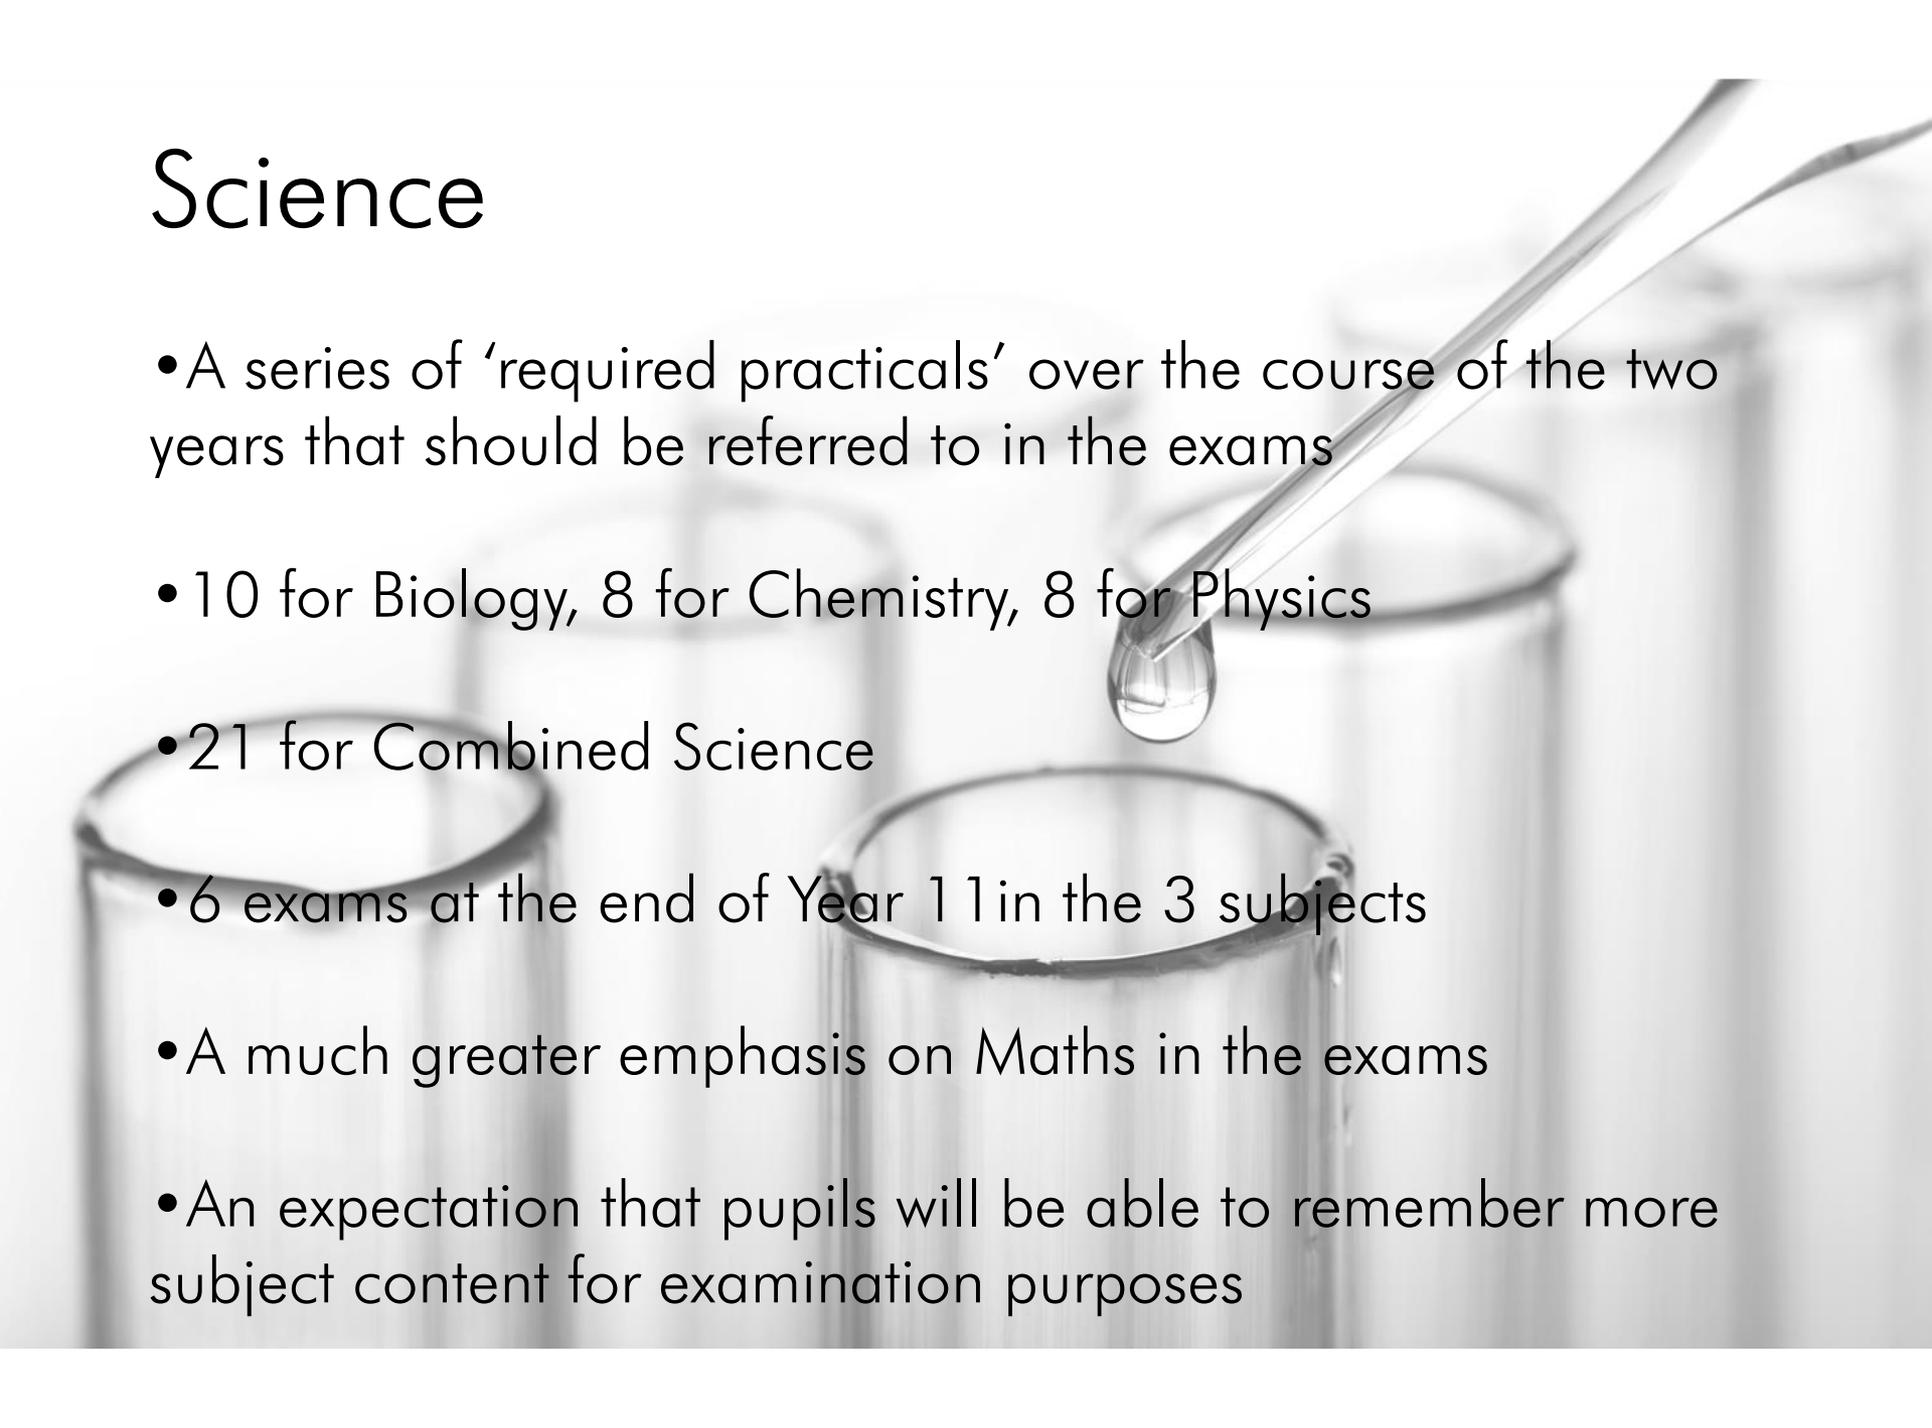 Science
•A series of ‘required practicals’ over the course of the two
years that should be referred to in the exams
•10 for Biology, 8 for Chemistry, 8 for Physics
•21 for Combined Science
•6 exams at the end of Year 11in the 3 subjects
•A much greater emphasis on Maths in the exams
•An expectation that pupils will be able to remember more
subject content for examination purposes